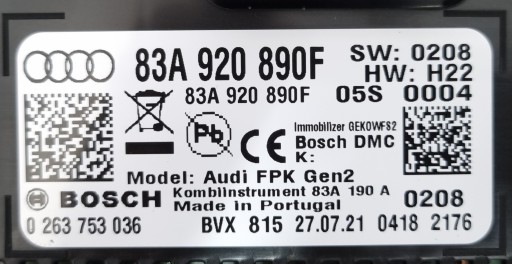 83A 920 890F SW: 0208
HW: H22
83A 920 890F 05S 0004
Pb
CE
Immobilizer GEKOWFS2
Bosch DMC
K:
Model: Audi FPK Gen2
BOSCH Kombiinstrument 83A 190 A 0208
Made in Portugal
0 263 753 036 BVX 815 27.07.21 0418 2176